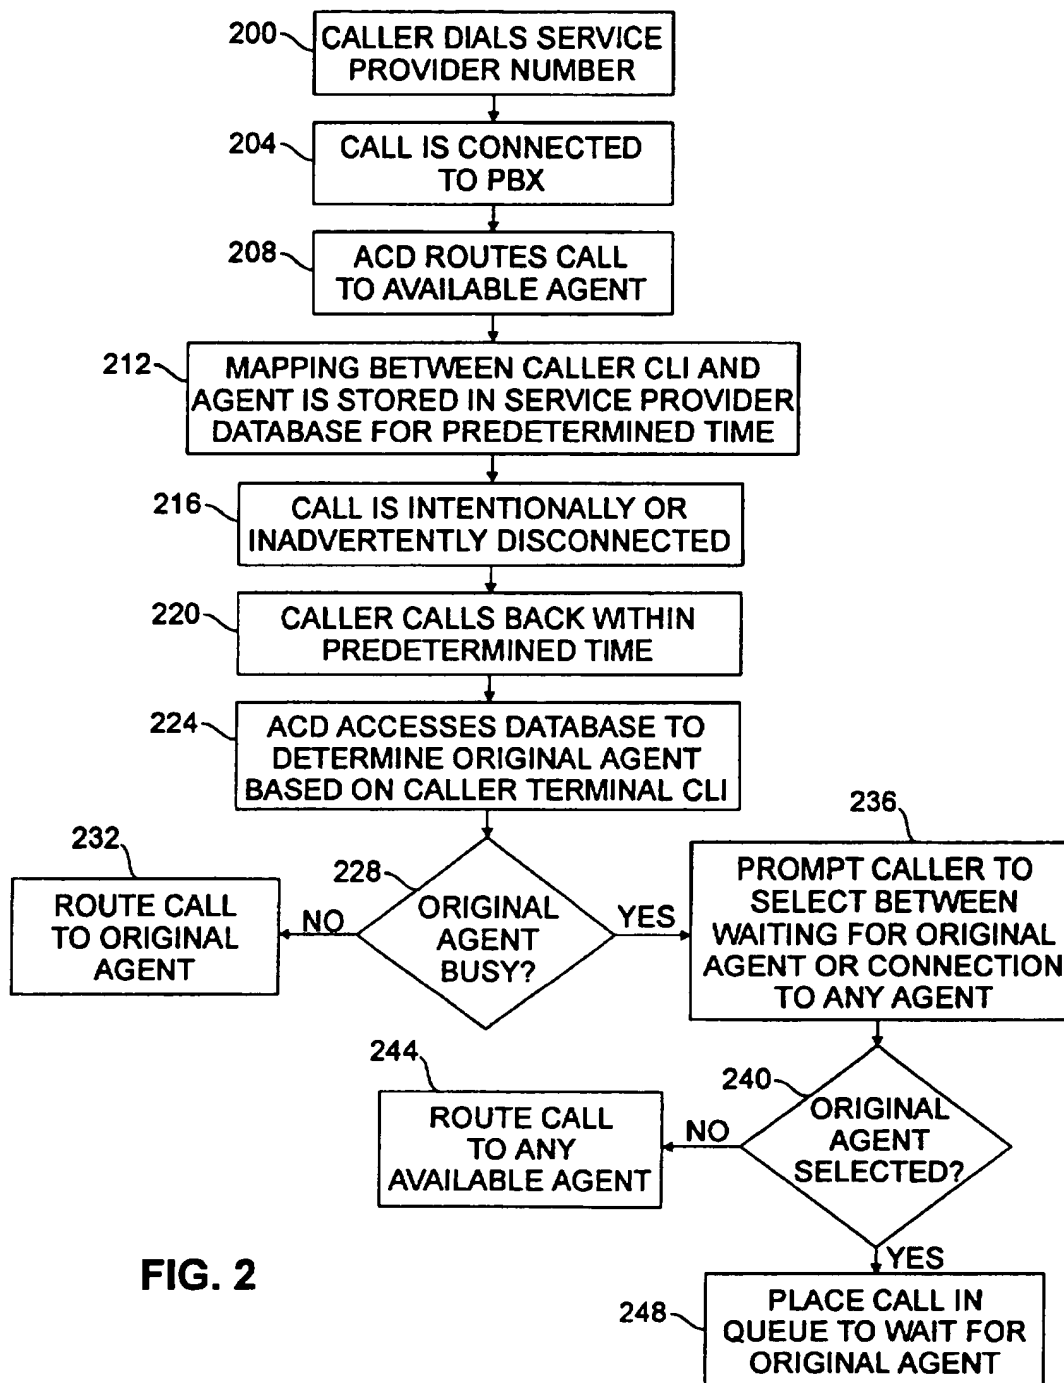 200
CALLER DIALS SERVICE
PROVIDER NUMBER
204
CALL IS CONNECTED
TO PBX
208
ACD ROUTES CALL
TO AVAILABLE AGENT
212
MAPPING BETWEEN CALLER CLI AND
AGENT IS STORED IN SERVICE PROVIDER
DATABASE FOR PREDETERMINED TIME
216
CALL IS INTENTIONALLY OR
INADVERTENTLY DISCONNECTED
220
CALLER CALLS BACK WITHIN
PREDETERMINED TIME
224
ACD ACCESSES DATABASE TO
DETERMINE ORIGINAL AGENT
BASED ON CALLER TERMINAL CLI
228
ORIGINAL
AGENT
BUSY?
NO
232
ROUTE CALL
TO ORIGINAL
AGENT
YES
236
PROMPT CALLER TO
SELECT BETWEEN
WAITING FOR ORIGINAL
AGENT OR CONNECTION
TO ANY AGENT
240
ORIGINAL
AGENT
SELECTED?
NO
244
ROUTE CALL
TO ANY
AVAILABLE AGENT
YES
248
PLACE CALL IN
QUEUE TO WAIT FOR
ORIGINAL AGENT
FIG. 2